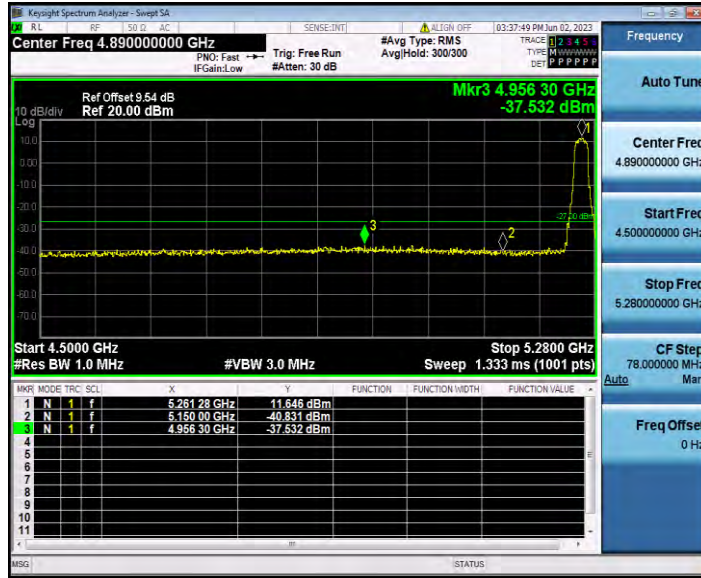 Keysight Spectrum Analyzer - Swept SA
RL RF 50 Ω AC SENSE:INT ALIGN OFF 03:37:49 PM Jun 02, 2023
Center Freq 4.890000000 GHz
PNO: Fast
IFGain:Low
Trig: Free Run
#Atten: 30 dB
#Avg Type: RMS
Avg|Hold: 300/300
TRACE 1 2 3 4 5 6
TYPE M WWWWW
DET P P P P P P
Frequency
Auto Tune
Center Freq
4.890000000 GHz
Start Freq
4.500000000 GHz
Stop Freq
5.280000000 GHz
CF Step
78.000000 MHz
Auto Man
Freq Offset
0 Hz
Mkr3 4.956 30 GHz
-37.532 dBm
Ref Offset 9.54 dB
10 dB/div Ref 20.00 dBm
Log
10.0
0.00
-10.0
-20.0
-30.0
-40.0
-50.0
-60.0
-70.0
1
2
3
-27.00 dBm
Start 4.5000 GHz Stop 5.2800 GHz
#Res BW 1.0 MHz #VBW 3.0 MHz Sweep 1.333 ms (1001 pts)
MKR MODE TRC SCL X Y FUNCTION FUNCTION WIDTH FUNCTION VALUE
1 N 1 f 5.261 28 GHz 11.646 dBm
2 N 1 f 5.150 00 GHz -40.831 dBm
3 N 1 f 4.956 30 GHz -37.532 dBm
4
5
6
7
8
9
10
11
MSG STATUS